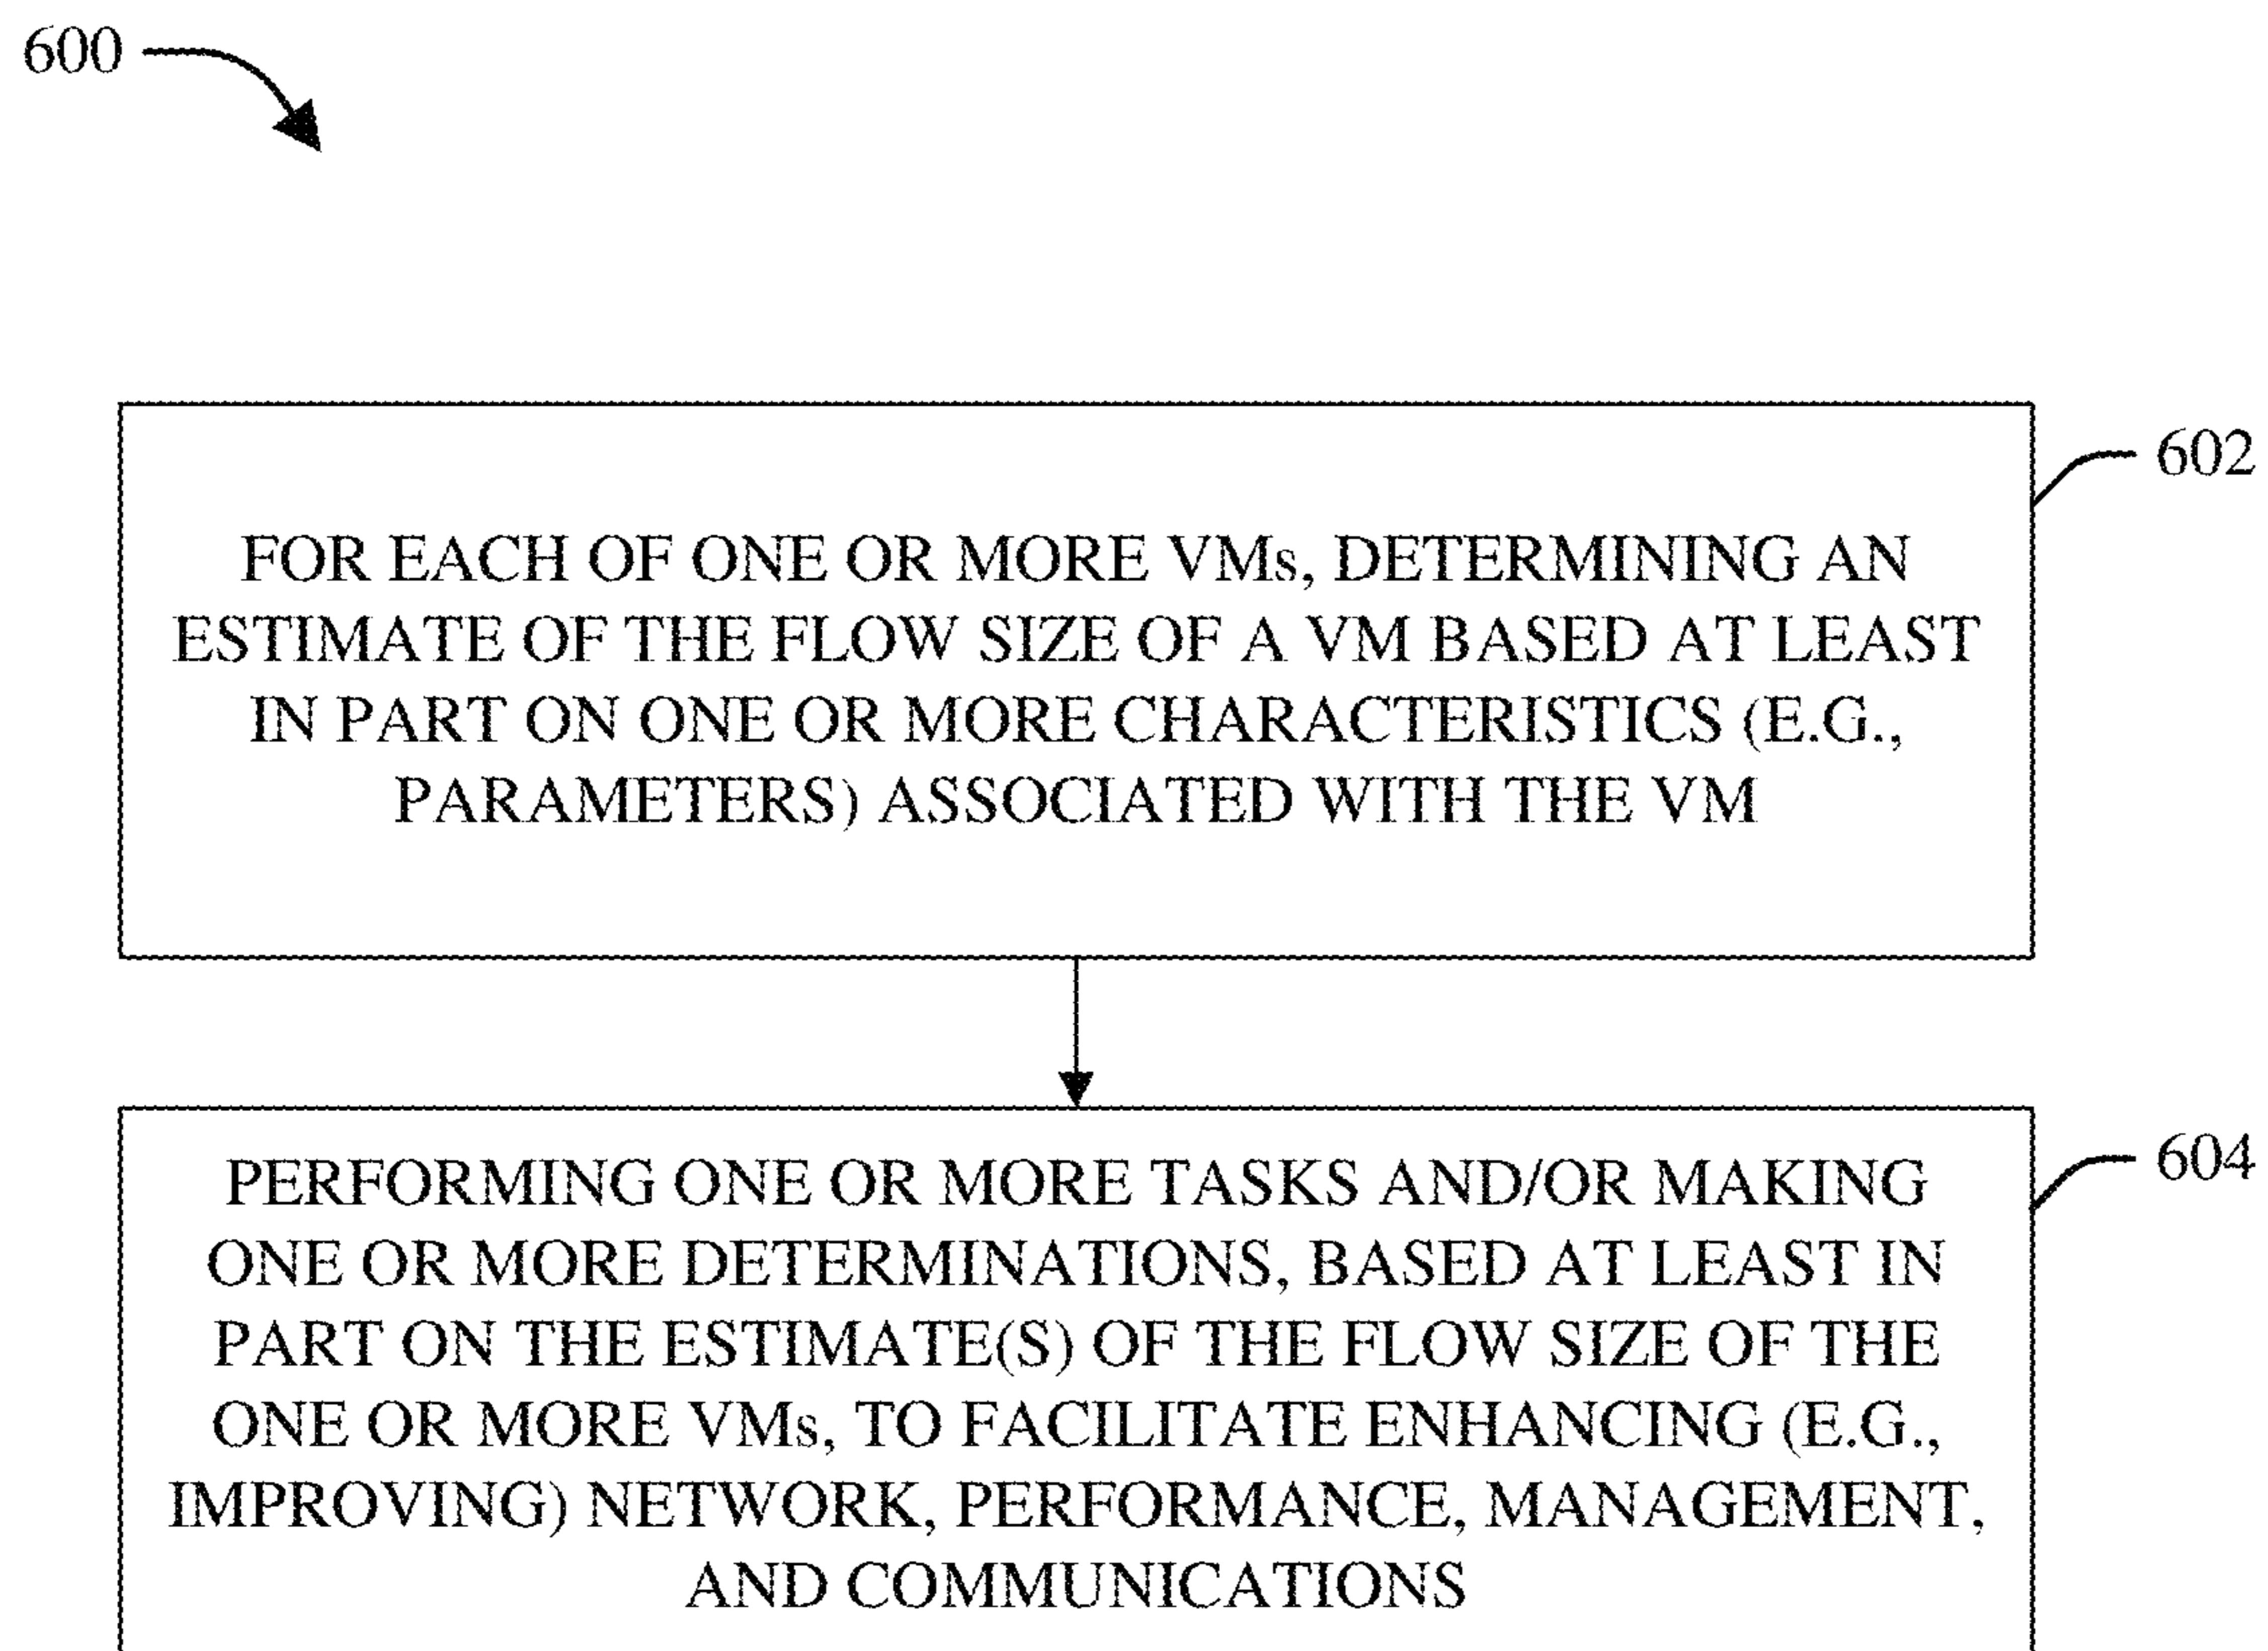 600
602
FOR EACH OF ONE OR MORE VMs, DETERMINING AN
ESTIMATE OF THE FLOW SIZE OF A VM BASED AT LEAST
IN PART ON ONE OR MORE CHARACTERISTICS (E.G.,
PARAMETERS) ASSOCIATED WITH THE VM
604
PERFORMING ONE OR MORE TASKS AND/OR MAKING
ONE OR MORE DETERMINATIONS, BASED AT LEAST IN
PART ON THE ESTIMATE(S) OF THE FLOW SIZE OF THE
ONE OR MORE VMs, TO FACILITATE ENHANCING (E.G.,
IMPROVING) NETWORK, PERFORMANCE, MANAGEMENT,
AND COMMUNICATIONS